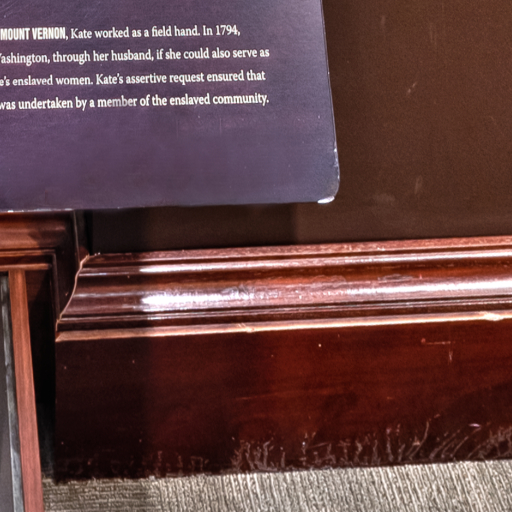 MOUNT VERNON, Kate worked as a field hand. In 1794,
ashington, through her husband, if she could also serve as
e's enslaved women. Kate's assertive request ensured that
was undertaken by a member of the enslaved community.